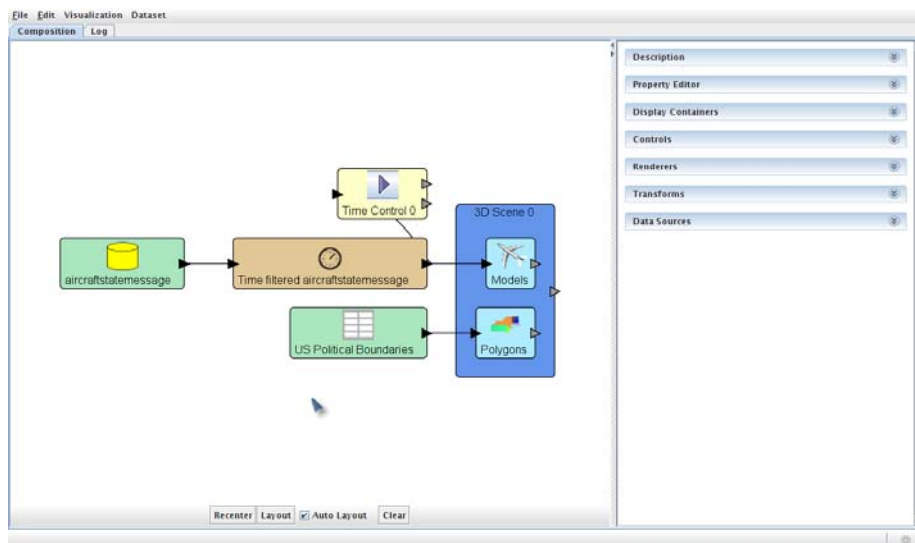 File Edit Visualization Dataset
Composition Log
Description
Property Editor
Display Containers
Controls
Renderers
Transforms
Data Sources
Time Control 0
3D Scene 0
aircraftstatemessage
Time filtered aircraftstatemessage
Models
US Political Boundaries
Polygons
Recenter Layout Auto Layout Clear